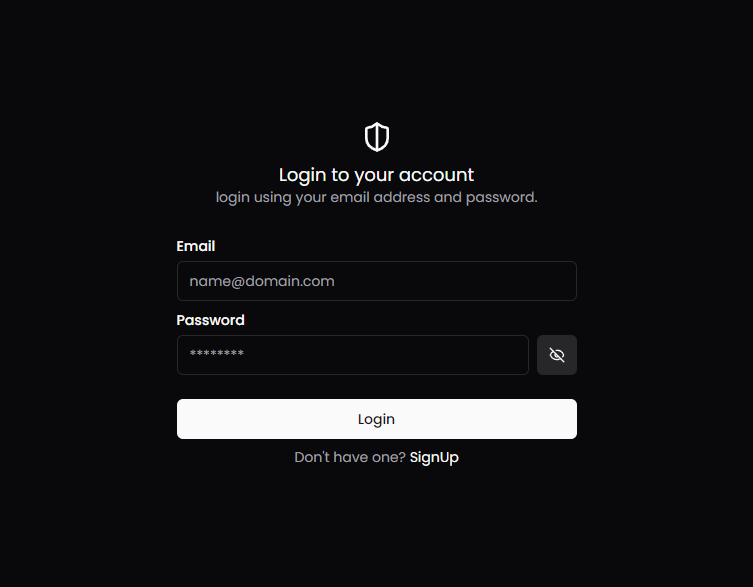 Login to your account
login using your email address and password.
Email
name@domain.com
Password
********
Login
Don't have one? SignUp